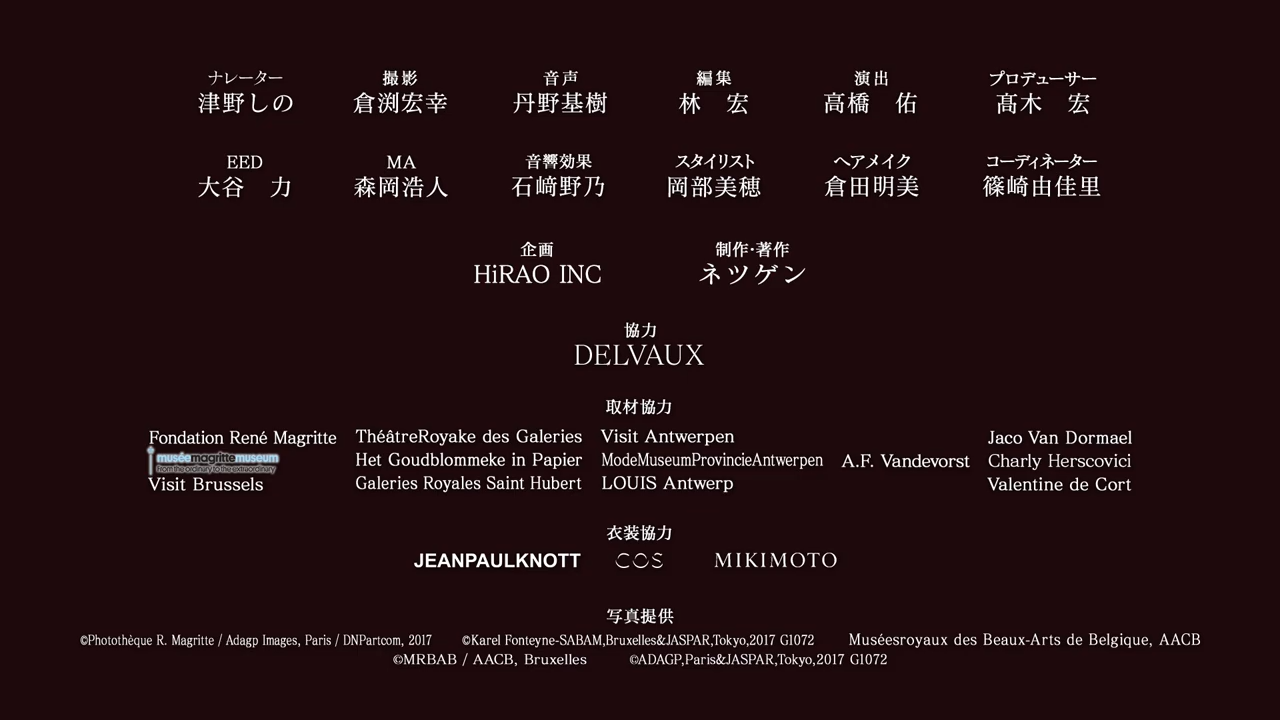 ナレーター 撮影 音声 編集 演出 プロデューサー
津野しの 倉渕宏幸 丹野基樹 林　宏 高橋　佑 髙木　宏
EED MA 音響効果 スタイリスト ヘアメイク コーディネーター
大谷　力 森岡浩人 石﨑野乃 岡部美穂 倉田明美 篠崎由佳里
企画 制作・著作
HiRAO INC ネツゲン
協力
DELVAUX
取材協力
Fondation René Magritte ThéâtreRoyake des Galeries Visit Antwerpen Jaco Van Dormael
muséemagrittemuseum Het Goudblommeke in Papier ModeMuseumProvincieAntwerpen A.F. Vandevorst Charly Herscovici
from the ordinary to the extraordinary
Visit Brussels Galeries Royales Saint Hubert LOUIS Antwerp Valentine de Cort
衣装協力
JEANPAULKNOTT COS MIKIMOTO
写真提供
©Photothèque R. Magritte / Adagp Images, Paris / DNPartcom, 2017 ©Karel Fonteyne-SABAM,Bruxelles&JASPAR,Tokyo,2017 G1072 Muséesroyaux des Beaux-Arts de Belgique, AACB
©MRBAB / AACB, Bruxelles ©ADAGP,Paris&JASPAR,Tokyo,2017 G1072